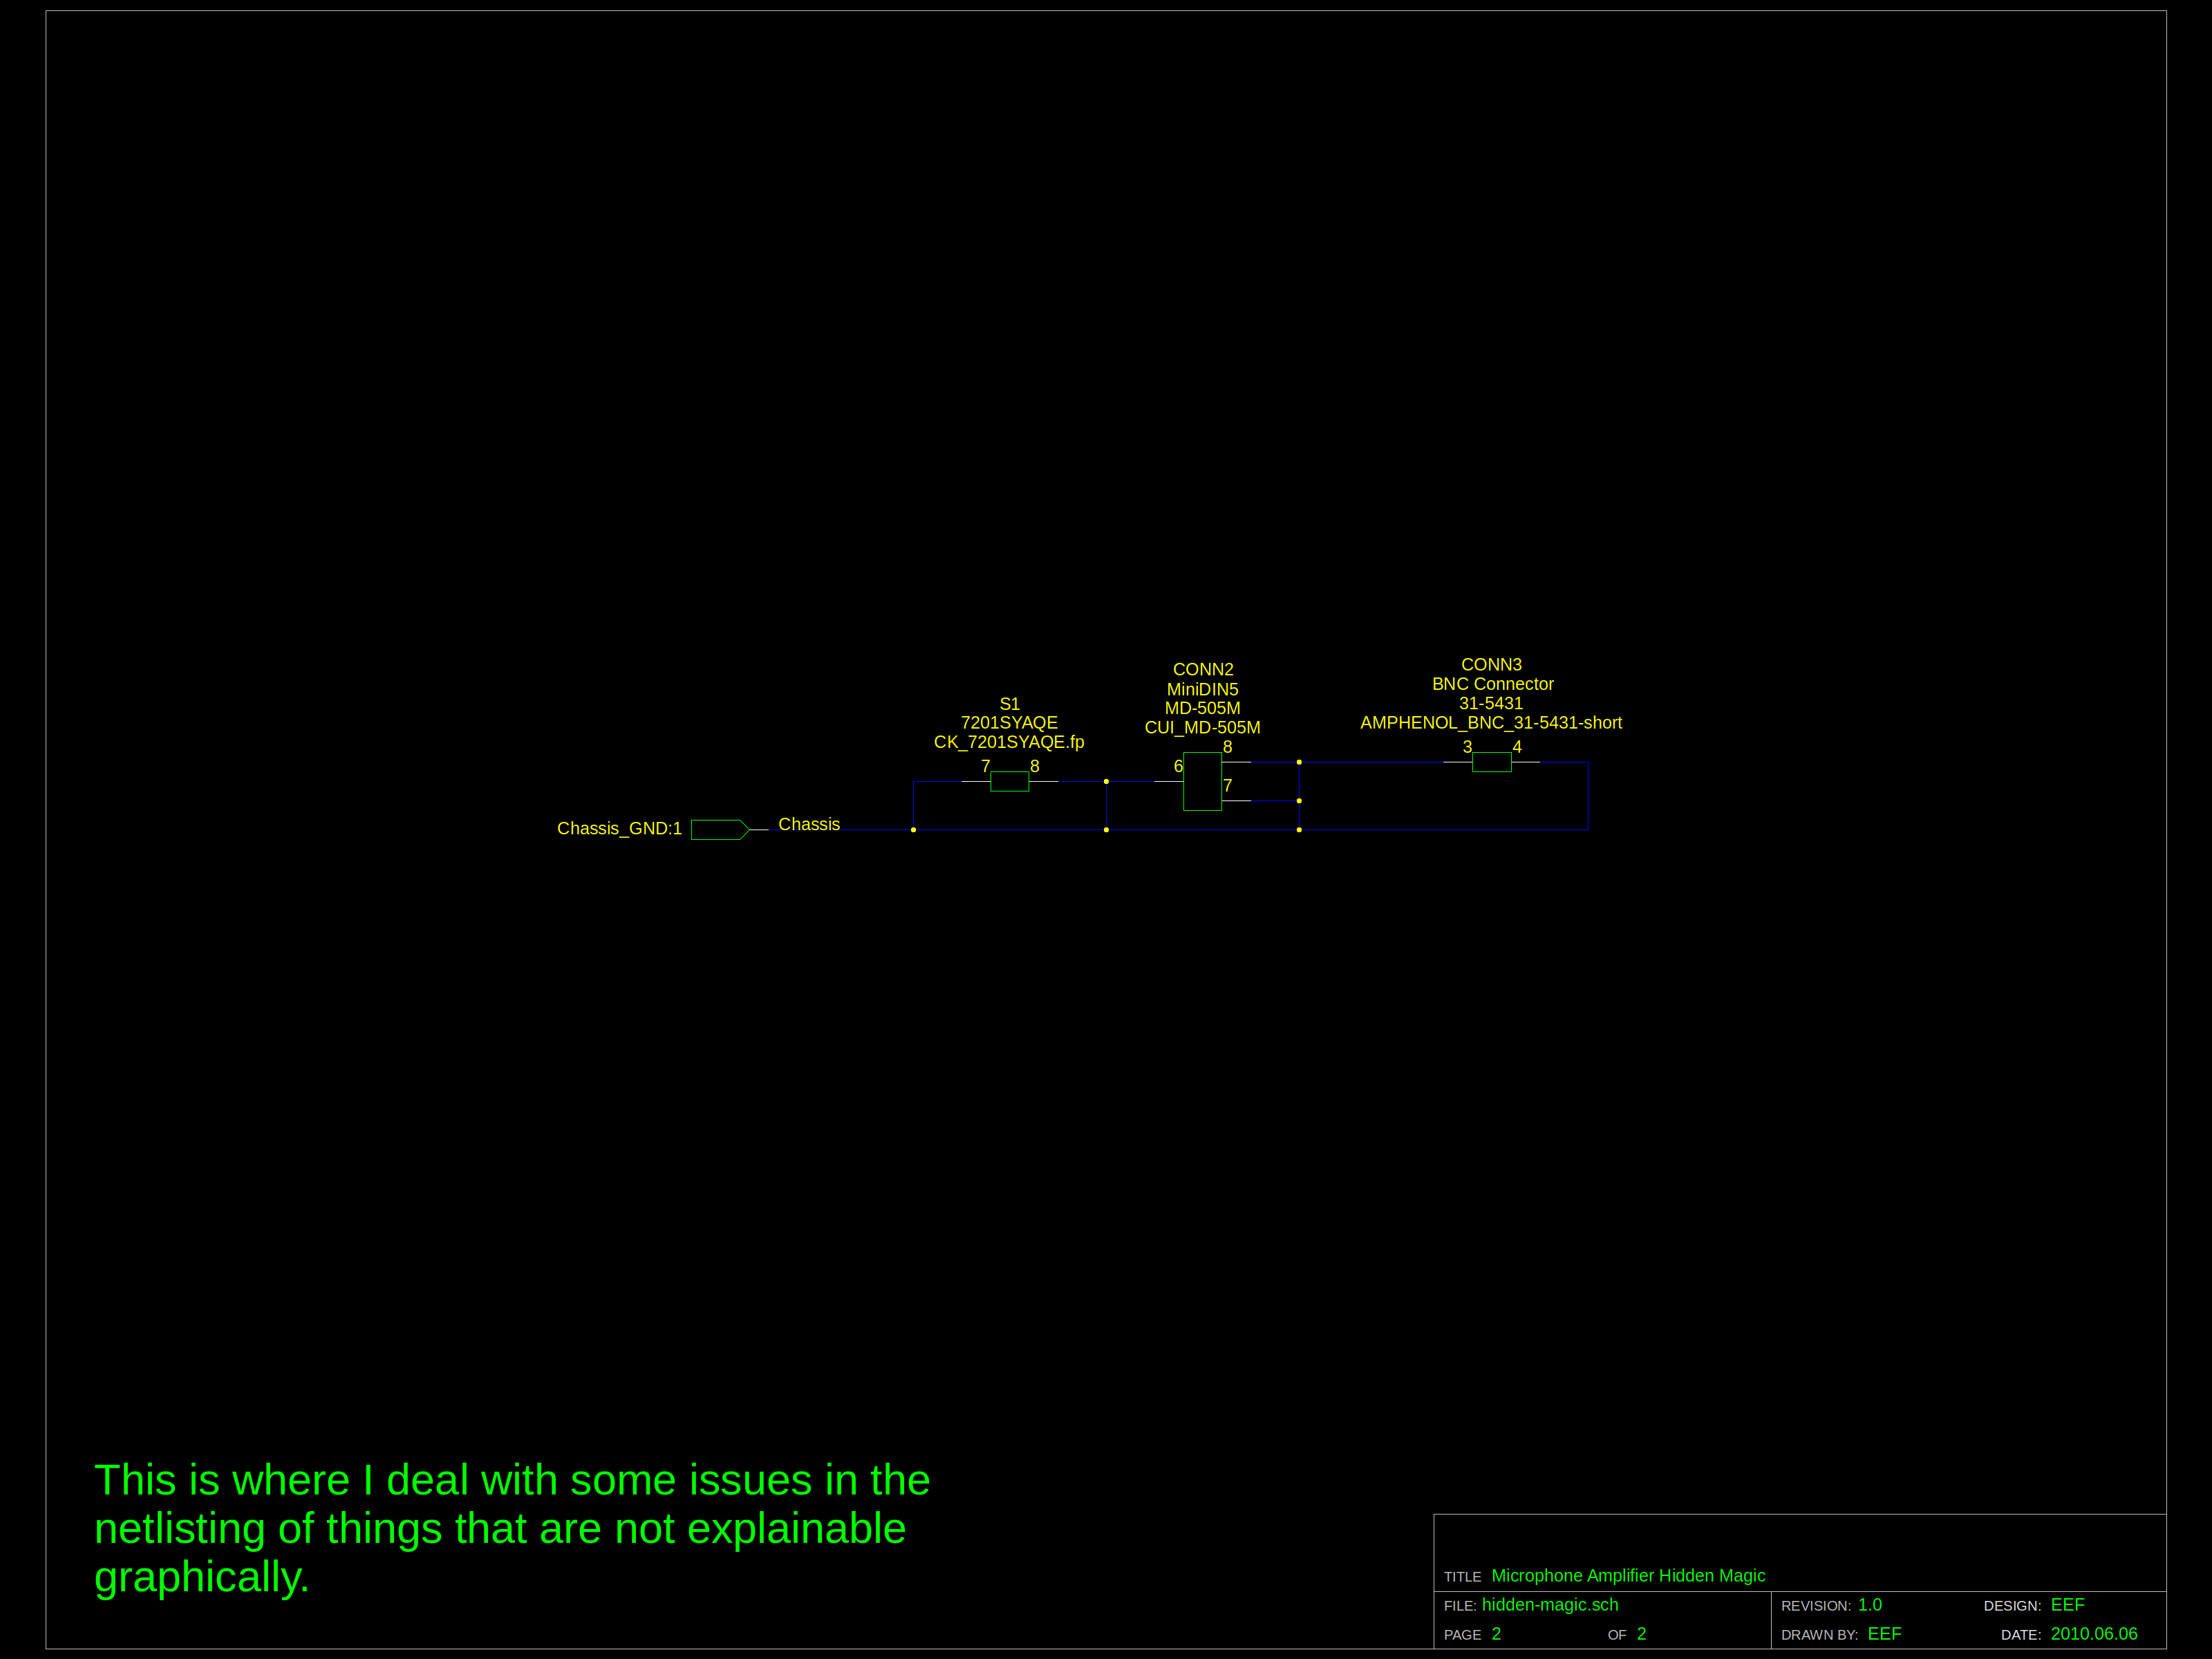 CONN2
MiniDIN5
MD-505M
CUI_MD-505M
CONN3
BNC Connector
31-5431
AMPHENOL_BNC_31-5431-short
S1
7201SYAQE
CK_7201SYAQE.fp
7 8
6
8
7
3 4
Chassis_GND:1 Chassis
This is where I deal with some issues in the
netlisting of things that are not explainable
graphically.
TITLE Microphone Amplifier Hidden Magic
FILE: hidden-magic.sch REVISION: 1.0 DESIGN: EEF
PAGE 2 OF 2 DRAWN BY: EEF DATE: 2010.06.06